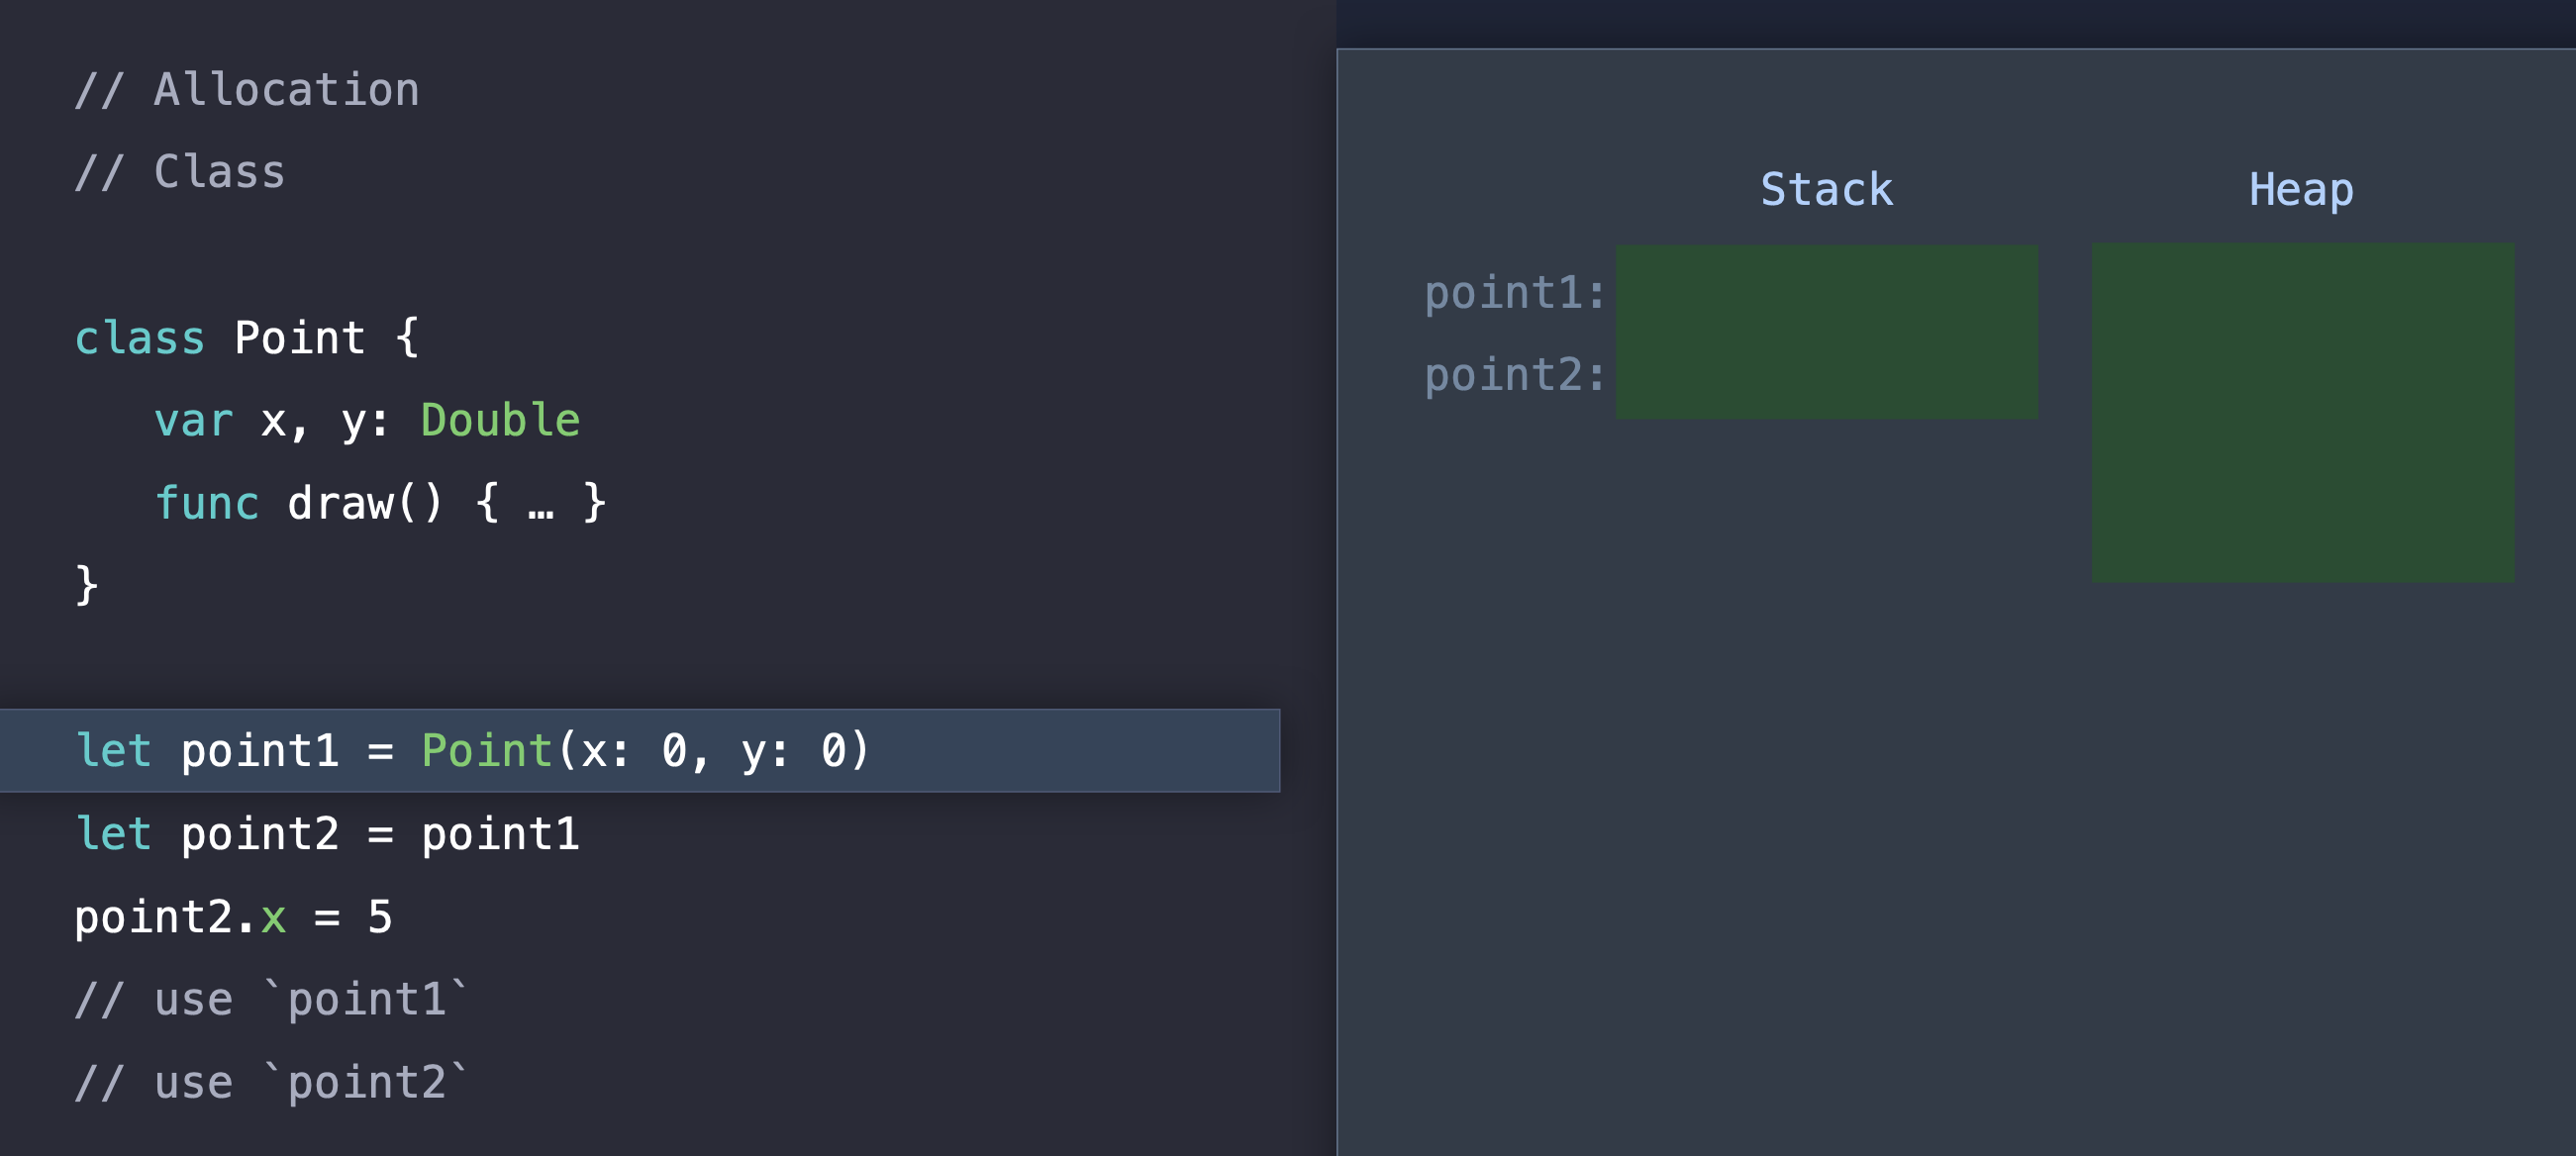 // Allocation
// Class
class Point {
   var x, y: Double
   func draw() { … }
}
let point1 = Point(x: 0, y: 0)
let point2 = point1
point2.x = 5
// use `point1`
// use `point2`
Stack Heap
point1:
point2: